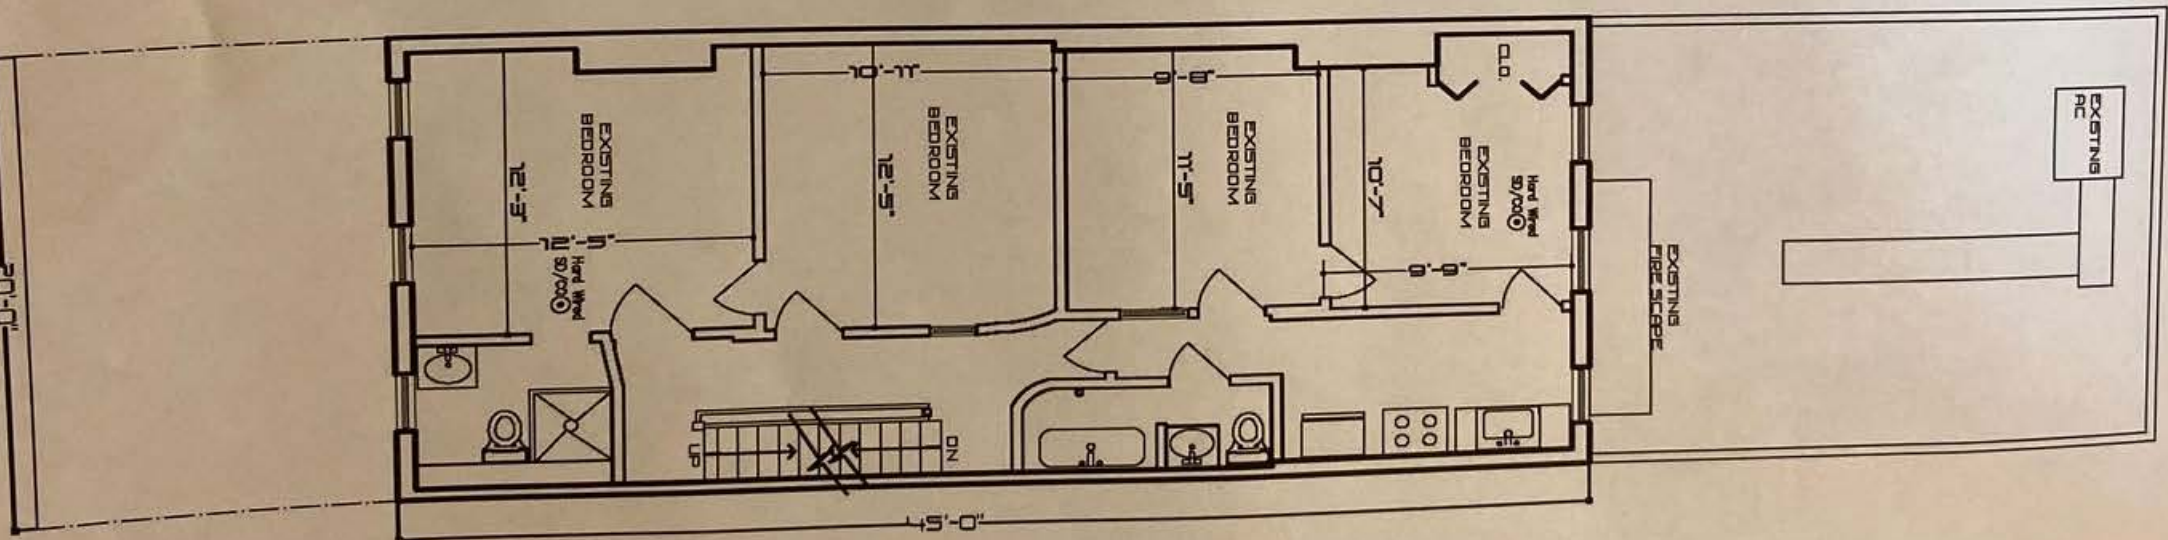 20'-0"
EXISTING
BEDROOM
12'-3"
12'-5"
Hard Wired
SD/CO
EXISTING
BEDROOM
11'-10"
12'-5"
EXISTING
BEDROOM
11'-5"
CLO.
EXISTING
BEDROOM
Hard Wired
SD/CO
10'-7"
9'-9"
UP
DN
45'-0"
EXISTING
FIRE SCAPE
EXISTING
AC